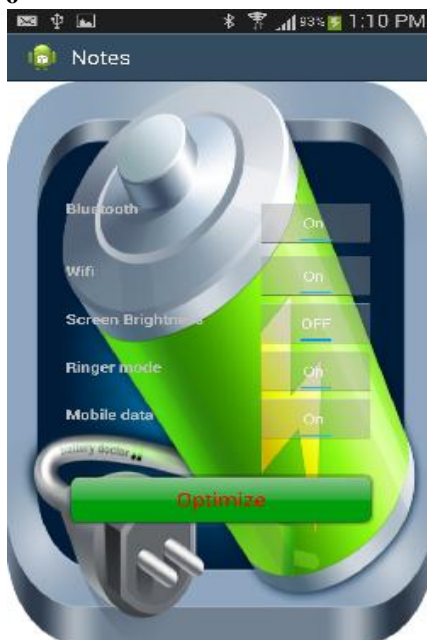 93% 1:10 PM
Notes
Bluetooth On
Wifi On
Screen Brightness OFF
Ringer mode On
Mobile data On
battery doctor
Optimize